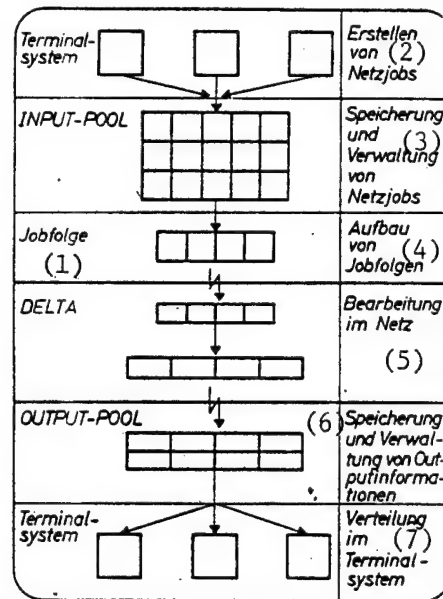 Terminal-
system
Erstellen
von (2)
Netzjobs
INPUT-POOL
Speicherung
und (3)
Verwaltung
von
Netzjobs
Jobfolge
(1)
Aufbau
von (4)
Jobfolgen
DELTA
Bearbeitung
im Netz
(5)
OUTPUT-POOL
(6) Speicherung
und Verwal-
tung von Out-
putinforma-
tionen
Terminal-
system
Verteilung
im (7)
Terminal-
system